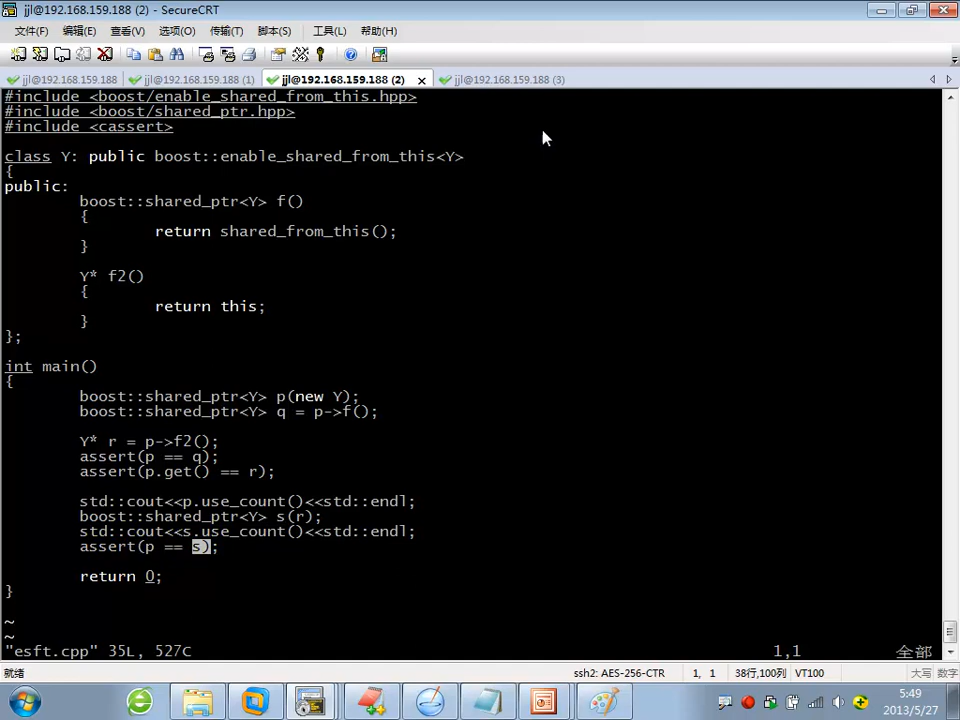 jjl@192.168.159.188 (2) - SecureCRT
文件(F) 编辑(E) 查看(V) 选项(O) 传输(T) 脚本(S) 工具(L) 帮助(H)
jjl@192.168.159.188 jjl@192.168.159.188 (1) jjl@192.168.159.188 (2) jjl@192.168.159.188 (3)
#include <boost/enable_shared_from_this.hpp>
#include <boost/shared_ptr.hpp>
#include <cassert>
class Y: public boost::enable_shared_from_this<Y>
{
public:
boost::shared_ptr<Y> f()
{
return shared_from_this();
}
Y* f2()
{
return this;
}
};
int main()
{
boost::shared_ptr<Y> p(new Y);
boost::shared_ptr<Y> q = p->f();
Y* r = p->f2();
assert(p == q);
assert(p.get() == r);
std::cout<<p.use_count()<<std::endl;
boost::shared_ptr<Y> s(r);
std::cout<<s.use_count()<<std::endl;
assert(p == s);
return 0;
}
~
~
"esft.cpp" 35L, 527C 1,1 全部
就绪 ssh2: AES-256-CTR 1, 1 38行,100列 VT100 大写 数字
5:49
2013/5/27